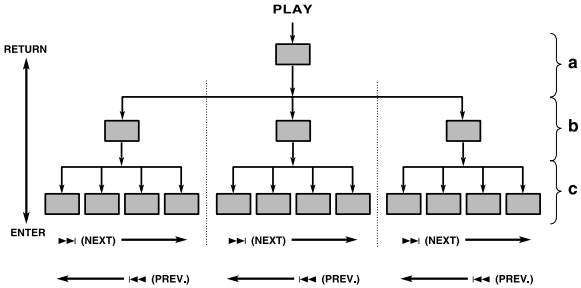 PLAY
RETURN
a
b
c
ENTER
▶▶| (NEXT) ▶▶| (NEXT) ▶▶| (NEXT)
|◀◀ (PREV.) |◀◀ (PREV.) |◀◀ (PREV.)